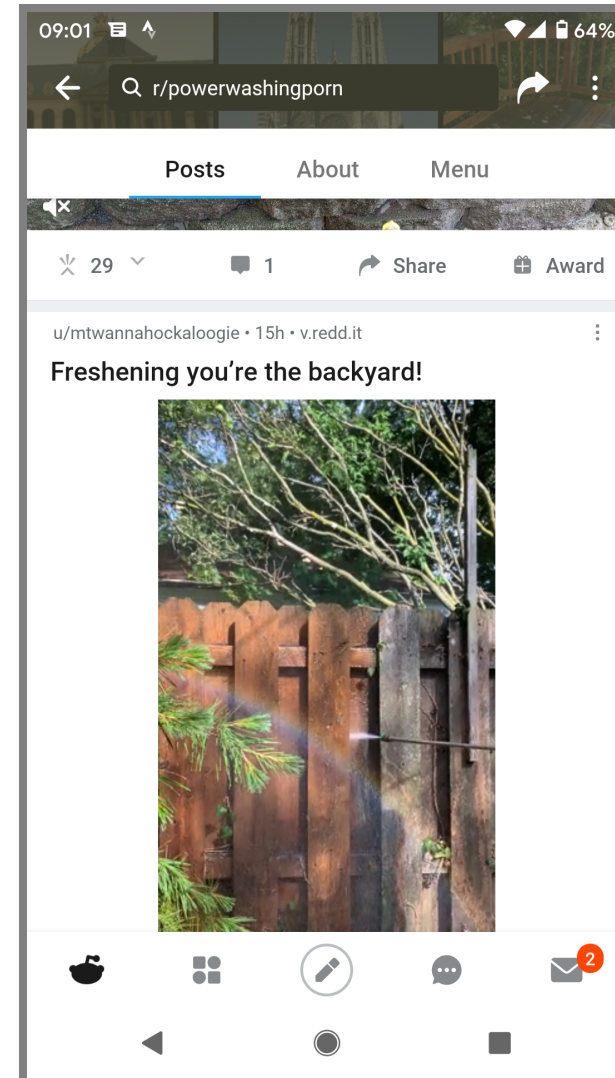 09:01
64%
r/powerwashingporn
Posts About Menu
29 1 Share Award
u/mtwannahockaloogie • 15h • v.redd.it
Freshening you’re the backyard!
2